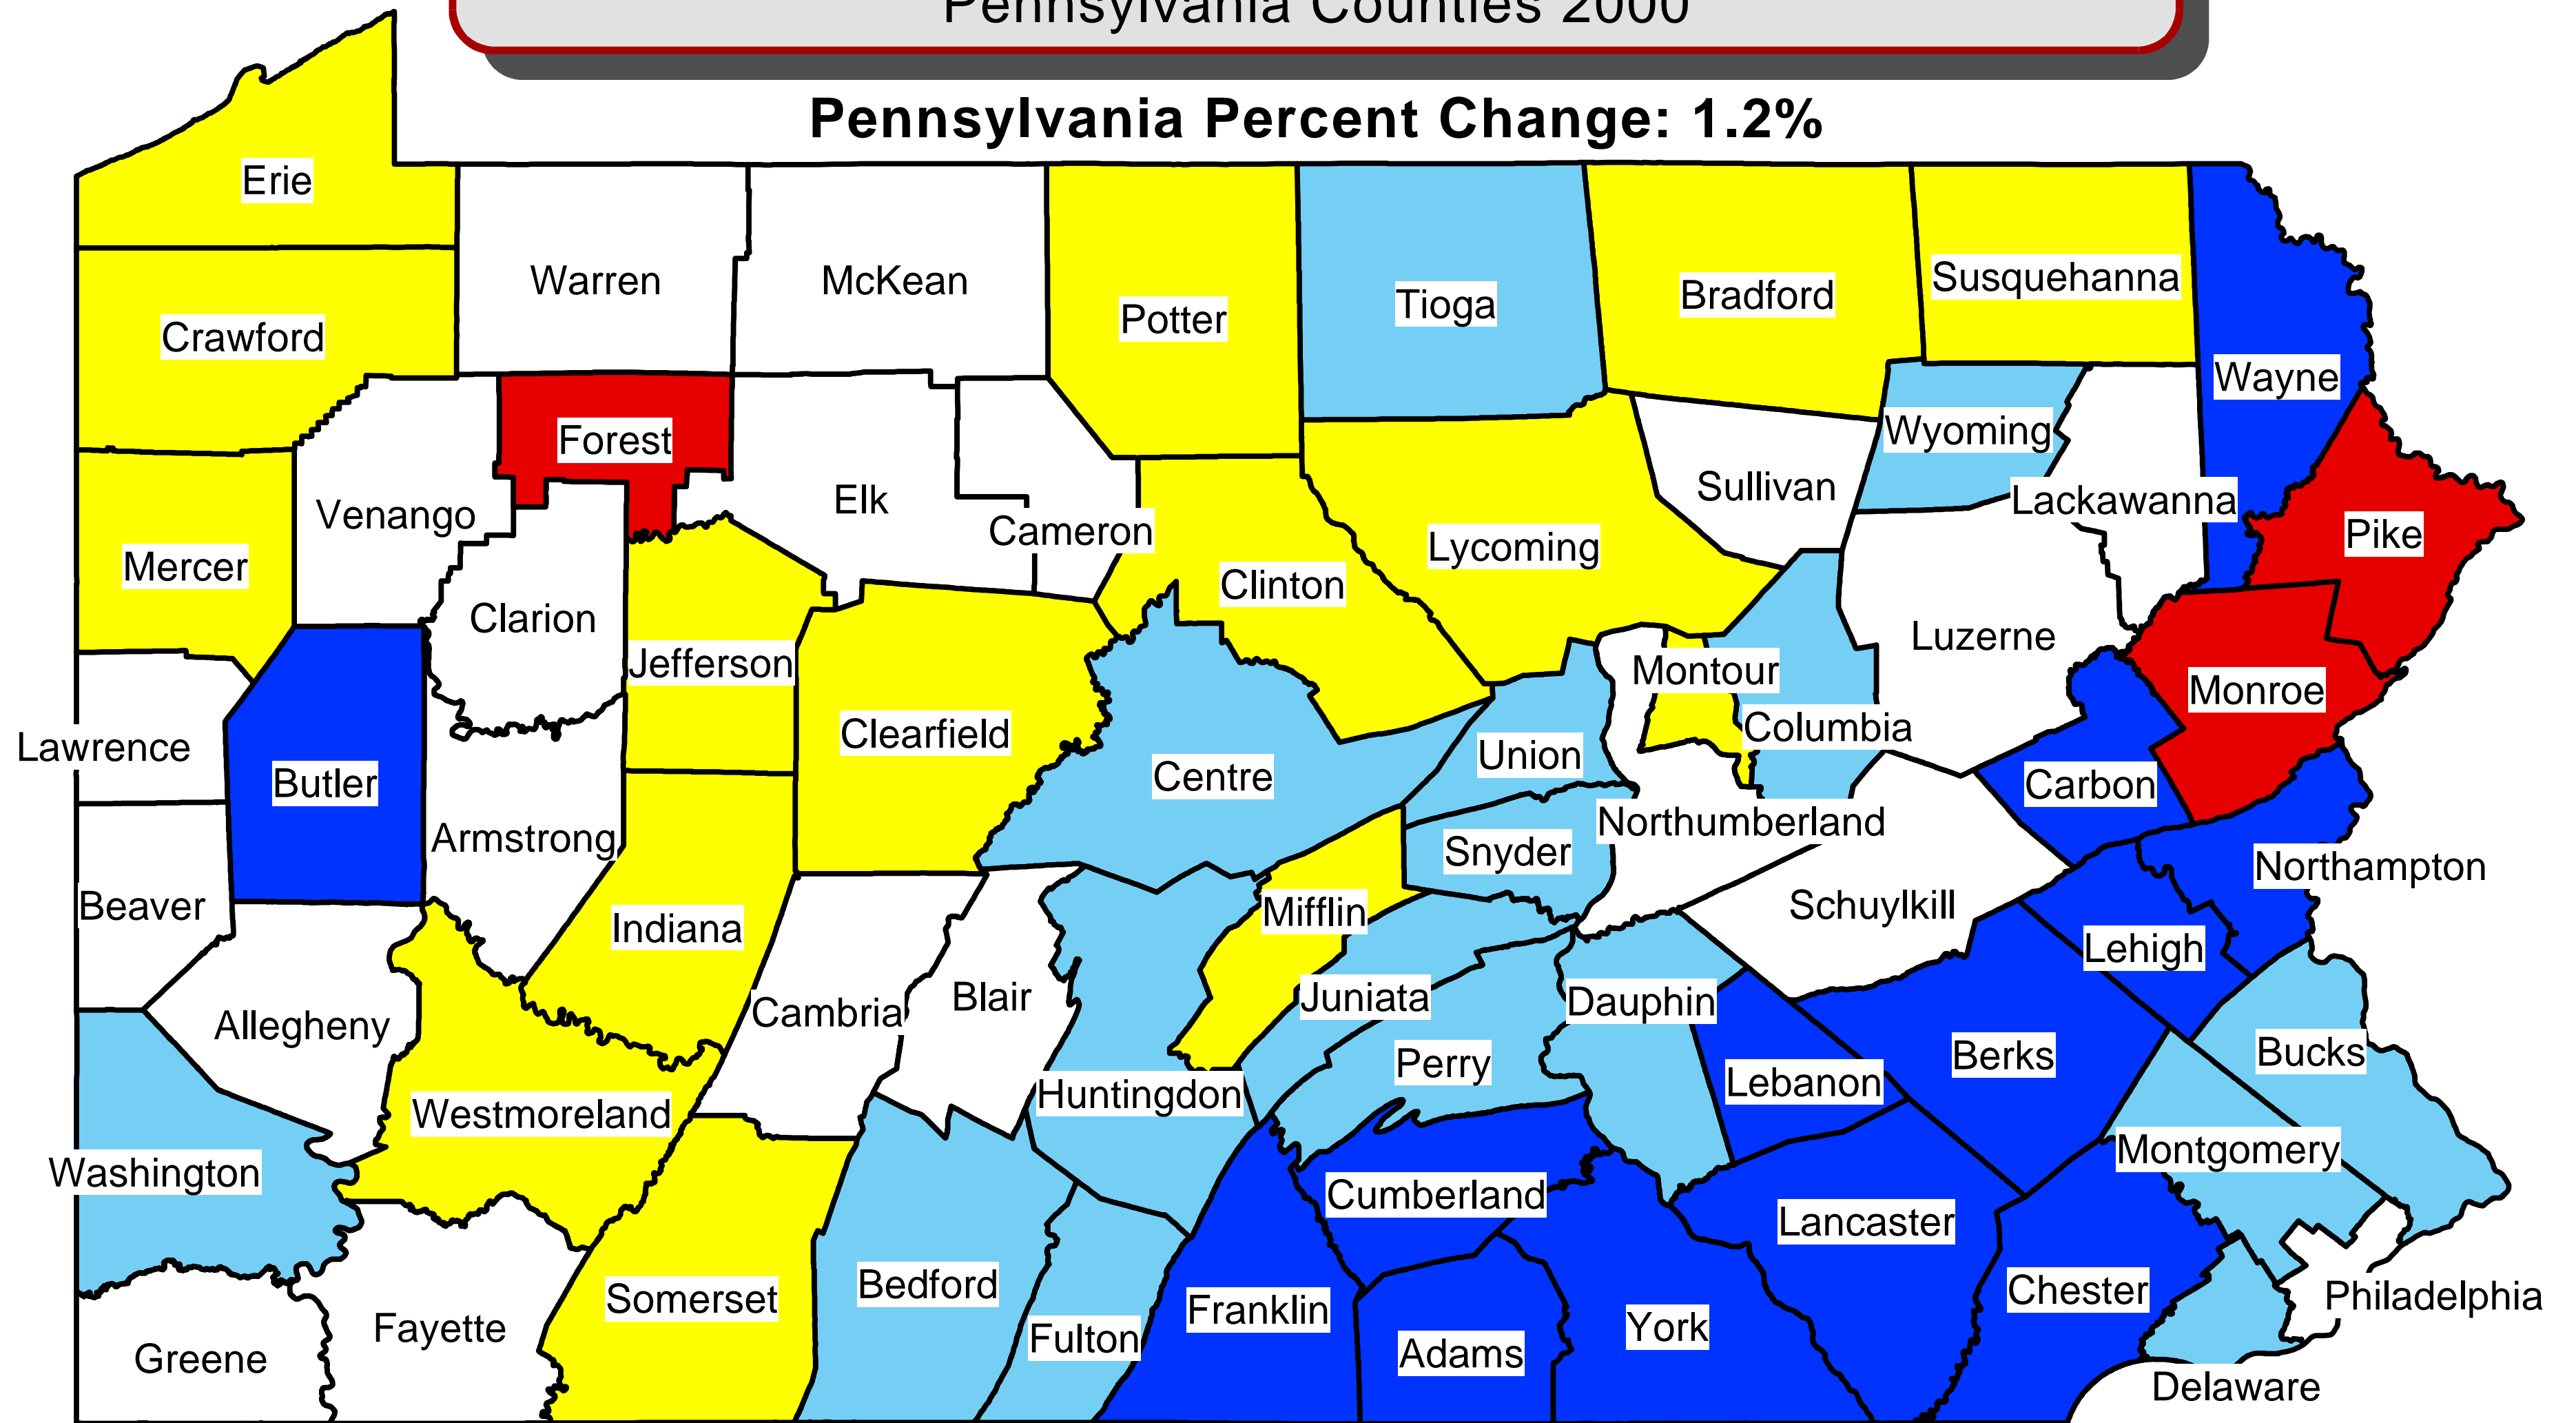 Pennsylvania Counties 2000
Pennsylvania Percent Change: 1.2%
Erie
Warren
McKean
Potter
Tioga
Bradford
Susquehanna
Wayne
Crawford
Forest
Wyoming
Venango
Elk
Cameron
Sullivan
Lackawanna
Pike
Mercer
Clarion
Clinton
Lycoming
Luzerne
Jefferson
Montour
Monroe
Lawrence
Butler
Clearfield
Centre
Union
Columbia
Carbon
Armstrong
Snyder
Northumberland
Northampton
Beaver
Indiana
Mifflin
Schuylkill
Lehigh
Allegheny
Cambria
Blair
Juniata
Dauphin
Berks
Bucks
Huntingdon
Perry
Lebanon
Westmoreland
Washington
Cumberland
Lancaster
Montgomery
Somerset
Bedford
Fulton
Franklin
Adams
York
Chester
Philadelphia
Greene
Fayette
Delaware